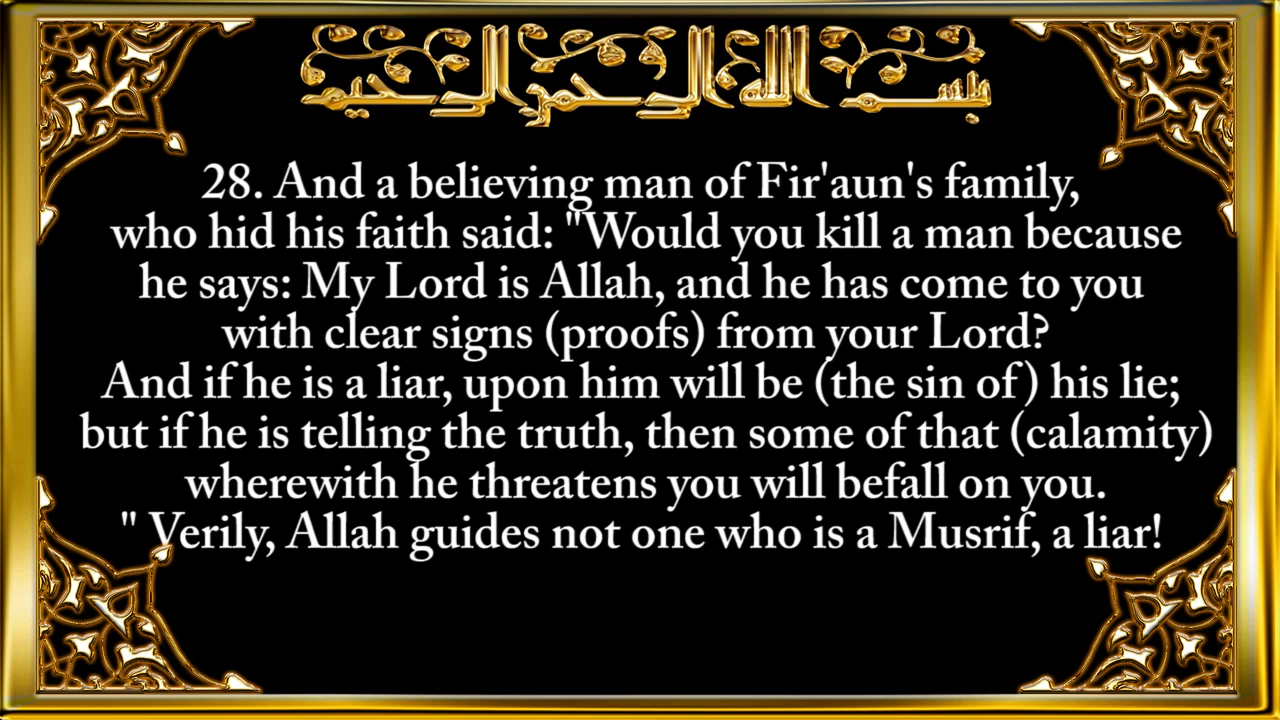 بسم الله الرحمن الرحيم
28. And a believing man of Fir'aun's family,
who hid his faith said: "Would you kill a man because
he says: My Lord is Allah, and he has come to you
with clear signs (proofs) from your Lord?
And if he is a liar, upon him will be (the sin of) his lie;
but if he is telling the truth, then some of that (calamity)
wherewith he threatens you will befall on you.
" Verily, Allah guides not one who is a Musrif, a liar!